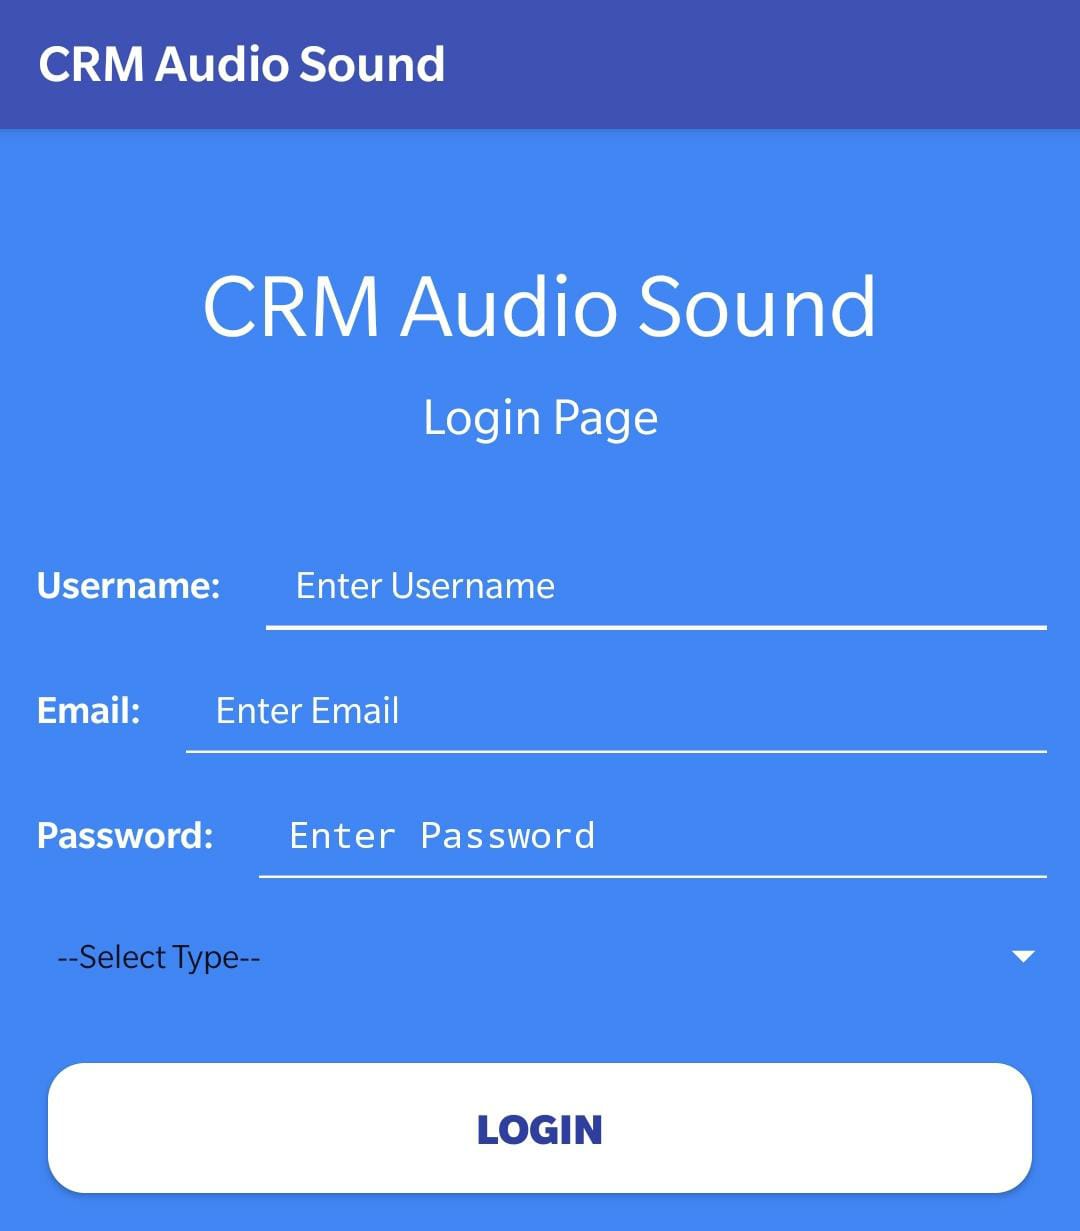 CRM Audio Sound
CRM Audio Sound
Login Page
Username: Enter Username
Email: Enter Email
Password: Enter Password
--Select Type--
LOGIN